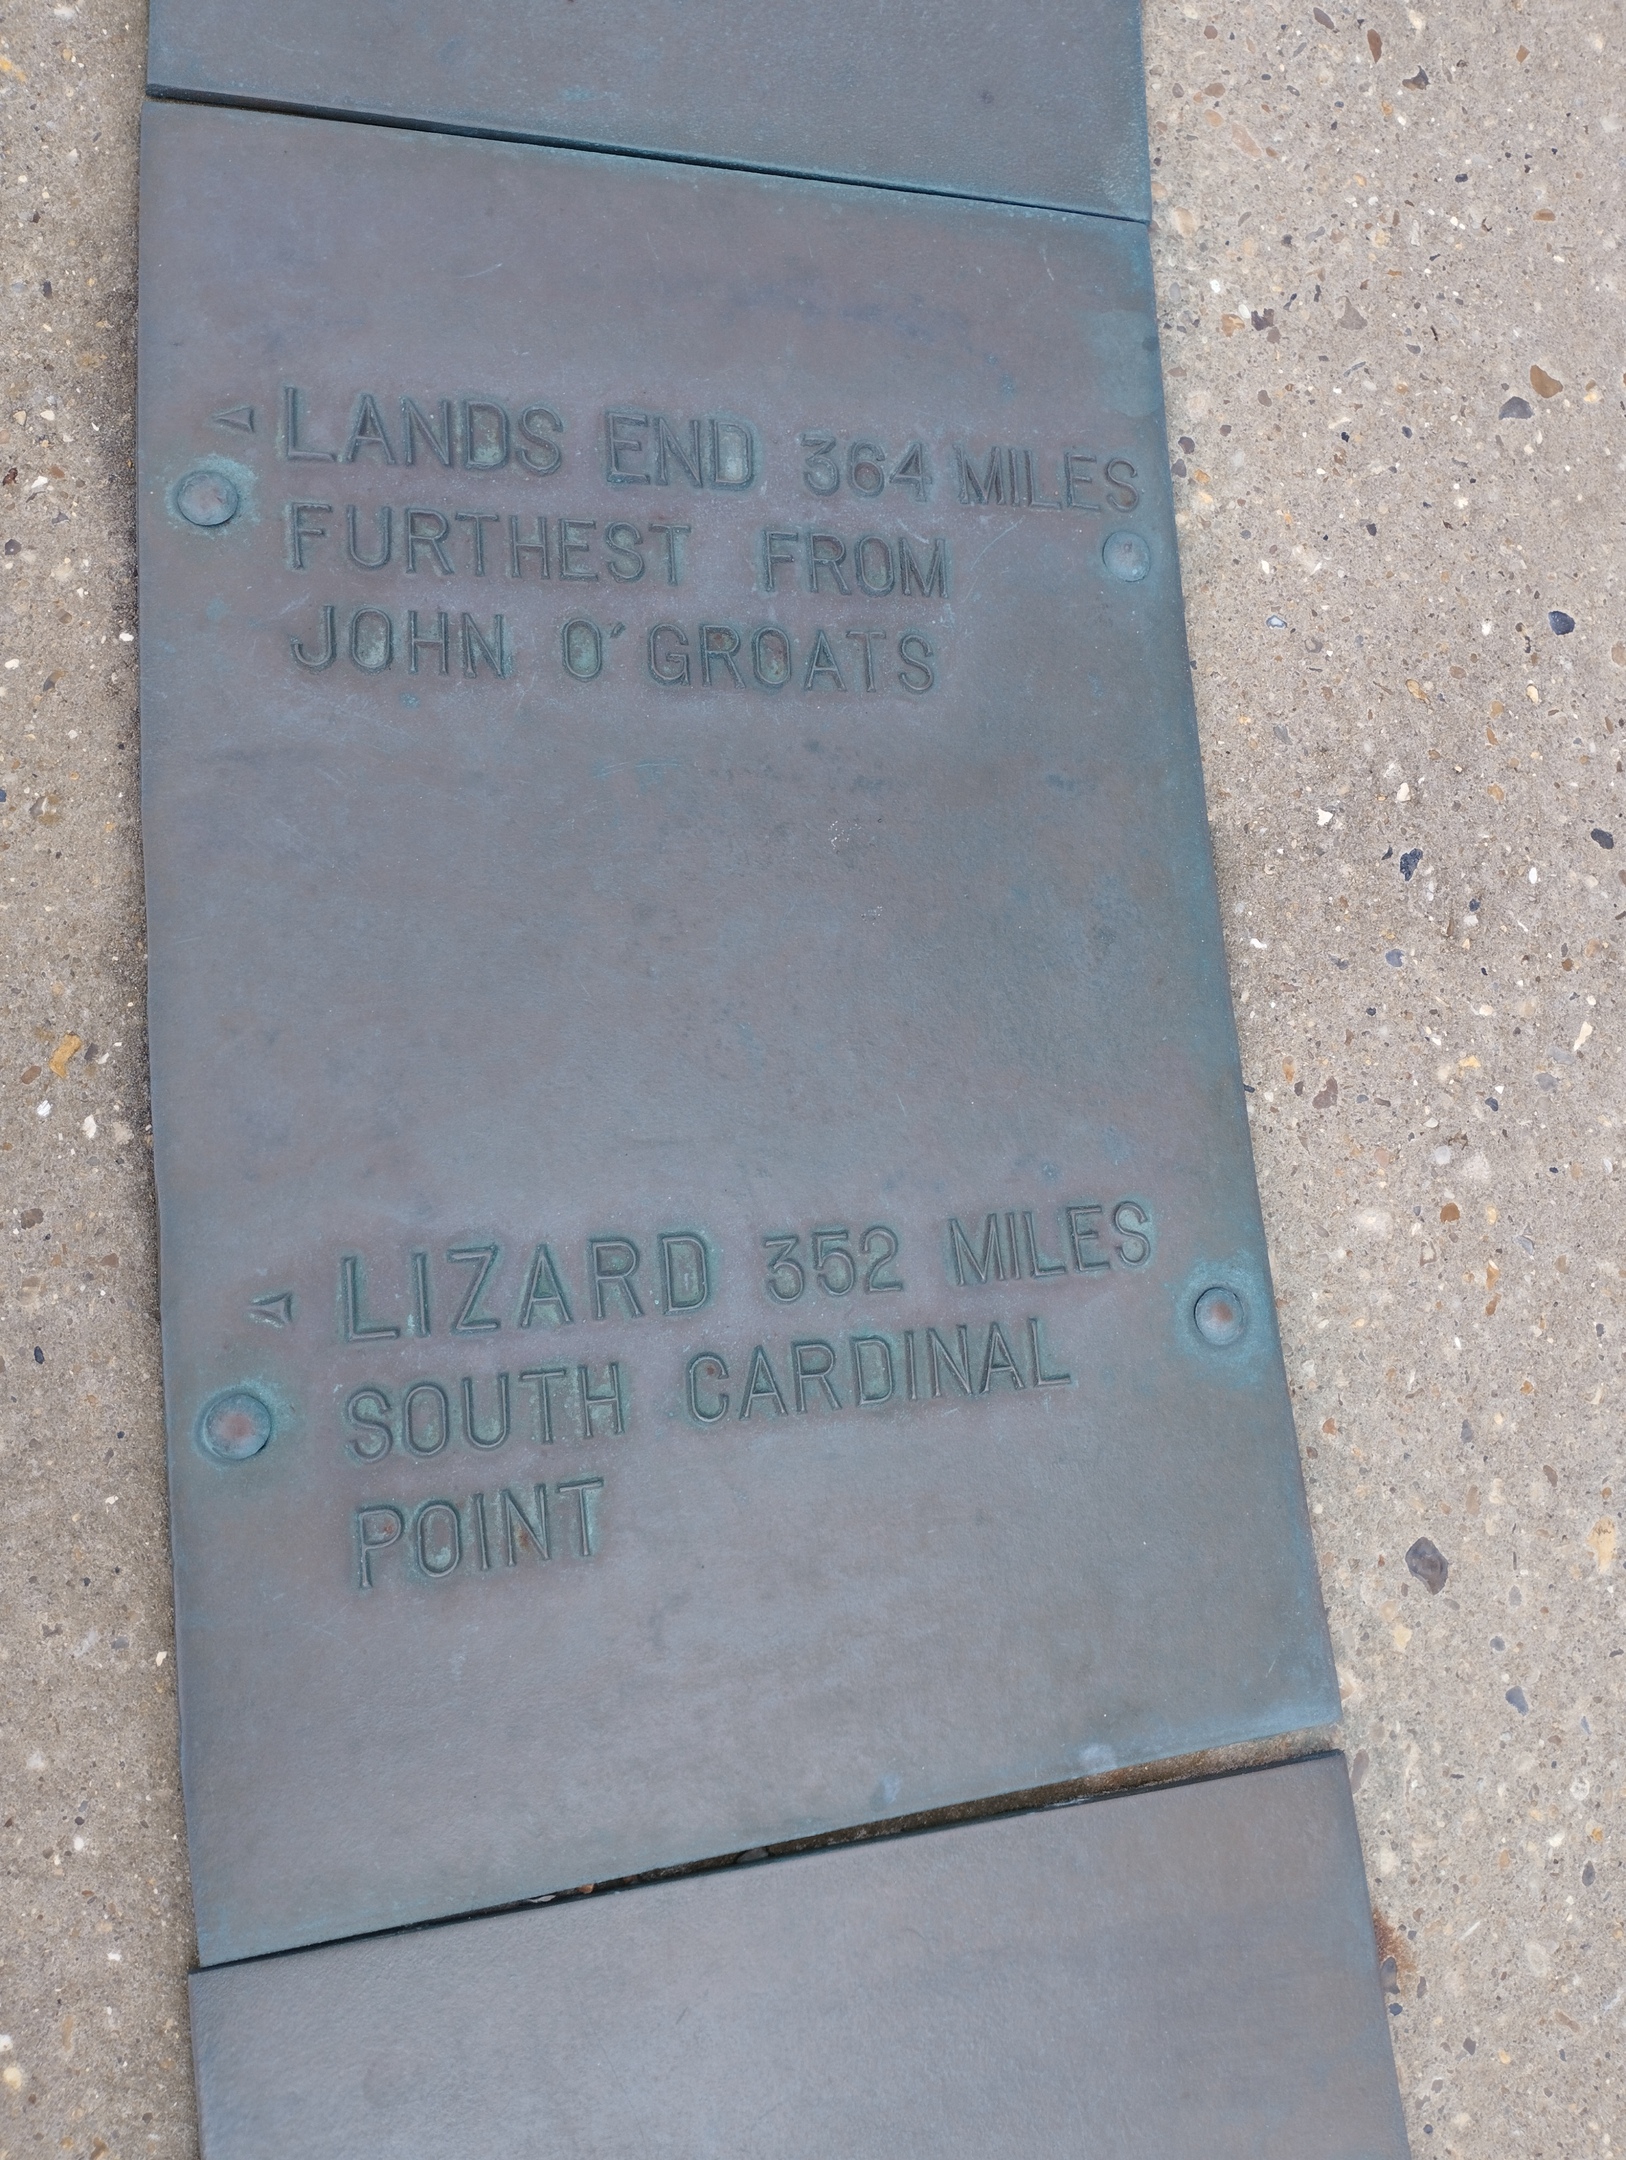 LANDS END 364 MILES
FURTHEST FROM
JOHN O'GROATS
LIZARD 352 MILES
SOUTH CARDINAL
POINT